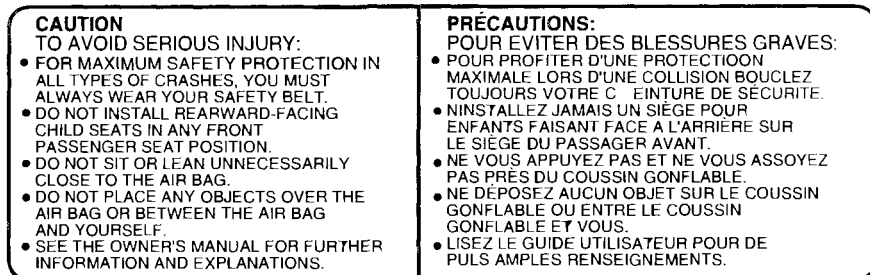 CAUTION
TO AVOID SERIOUS INJURY:
• FOR MAXIMUM SAFETY PROTECTION IN
ALL TYPES OF CRASHES, YOU MUST
ALWAYS WEAR YOUR SAFETY BELT.
• DO NOT INSTALL REARWARD-FACING
CHILD SEATS IN ANY FRONT
PASSENGER SEAT POSITION.
• DO NOT SIT OR LEAN UNNECESSARILY
CLOSE TO THE AIR BAG.
• DO NOT PLACE ANY OBJECTS OVER THE
AIR BAG OR BETWEEN THE AIR BAG
AND YOURSELF.
• SEE THE OWNER'S MANUAL FOR FURTHER
INFORMATION AND EXPLANATIONS.
PRÉCAUTIONS:
POUR EVITER DES BLESSURES GRAVES:
• POUR PROFITER D'UNE PROTECTIOON
MAXIMALE LORS D'UNE COLLISION BOUCLEZ
TOUJOURS VOTRE C EINTURE DE SÉCURITE.
• NINSTALLEZ JAMAIS UN SIÈGE POUR
ENFANTS FAISANT FACE A L'ARRIÈRE SUR
LE SIÈGE DU PASSAGER AVANT.
• NE VOUS APPUYEZ PAS ET NE VOUS ASSOYEZ
PAS PRÈS DU COUSSIN GONFLABLE.
• NE DÉPOSEZ AUCUN OBJET SUR LE COUSSIN
GONFLABLE OU ENTRE LE COUSSIN
GONFLABLE ET VOUS.
• LISEZ LE GUIDE UTILISATEUR POUR DE
PULS AMPLES RENSEIGNEMENTS.